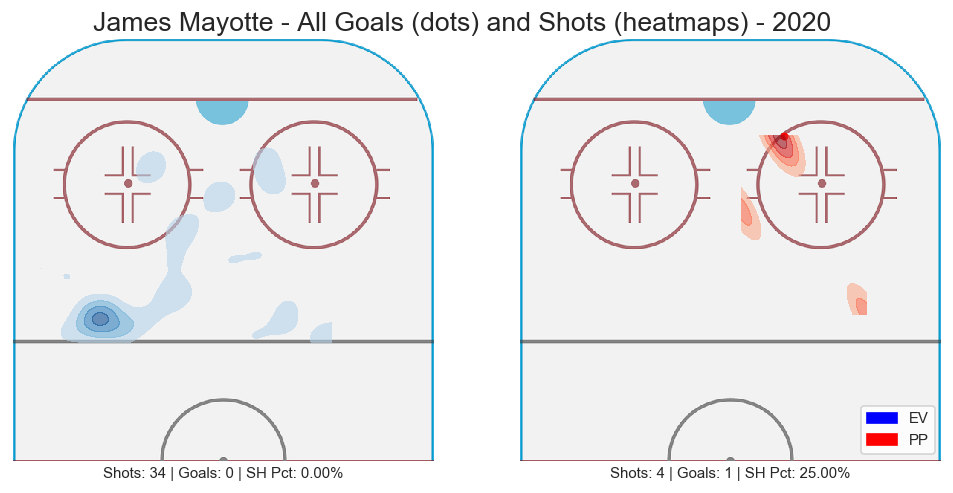 James Mayotte - All Goals (dots) and Shots (heatmaps) - 2020
EV
PP
Shots: 34 | Goals: 0 | SH Pct: 0.00%
Shots: 4 | Goals: 1 | SH Pct: 25.00%